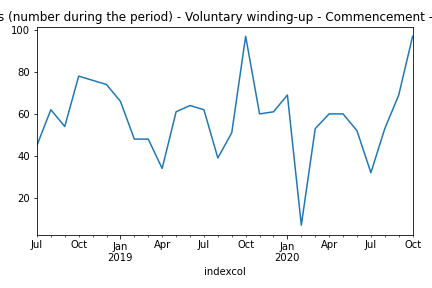 (number during the period) - Voluntary winding-up - Commencement -
100
80
60
40
20
Jul
Oct
Jan
2019
Apr
Jul
Oct
Jan
2020
Apr
Jul
Oct
indexcol